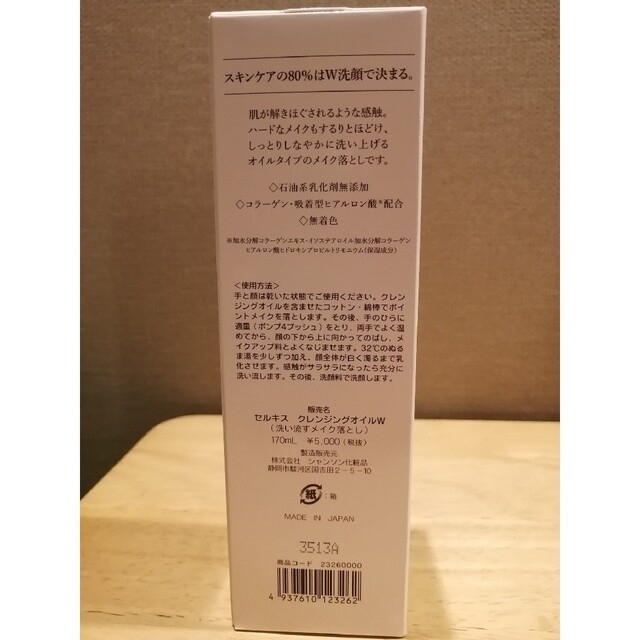 スキンケアの80%はW洗顔で決まる。
肌が解きほぐされるような感触。
ハードなメイクもするりとほどけ、
しっとりしなやかに洗い上げる
オイルタイプのメイク落としです。
◇石油系乳化剤無添加
◇コラーゲン・吸着型ヒアルロン酸※配合
◇無着色
※加水分解コラーゲンエキス・イソステアロイル加水分解コラーゲン
ヒアルロン酸ヒドロキシプロピルトリモニウム(保湿成分)
<使用方法>
手と顔は乾いた状態でご使用ください。クレン
ジングオイルを含ませたコットン・綿棒でポ
イントメイクを落とします。その後、手のひらに
適量(ポンプ4プッシュ)をとり、両手でよく温
めてから、顔の下から上に向かってのばし、メ
イクアップ料とよくなじませます。32℃のぬる
ま湯を少しずつ加え、顔全体が白く濁るまで乳
化させます。感触がサラサラになったら充分に
洗い流します。その後、洗顔料で洗顔します。
販売名
セルキス クレンジングオイルW
(洗い流すメイク落とし)
170mL ¥5,000(税抜)
製造販売元
株式会社 シャンソン化粧品
静岡市駿河区国吉田2-5-10
紙 :箱
MADE IN JAPAN
3513A
商品コード 23260000
4 937610 123262